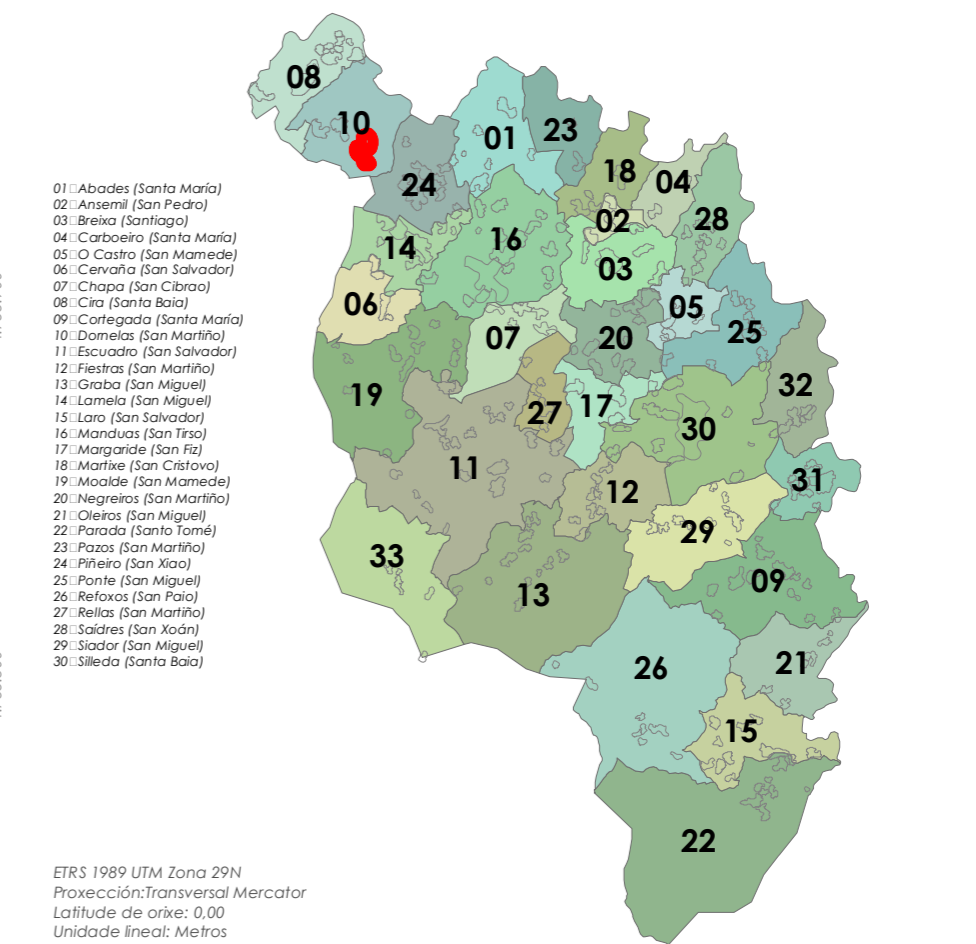 08
10
01
23
18
04
24
02
28
16
14
03
06
05
07
20
25
19
32
27
17
30
11
31
12
29
33
13
09
26
21
15
22
01□Abades (Santa María)
02□Ansemil (San Pedro)
03□Breixa (Santiago)
04□Carboeiro (Santa María)
05□O Castro (San Mamede)
06□Cervaña (San Salvador)
07□Chapa (San Cibrao)
08□Cira (Santa Baia)
09□Cortegada (Santa María)
10□Dornelas (San Martiño)
11□Escuadro (San Salvador)
12□Fiestras (San Martiño)
13□Graba (San Miguel)
14□Lamela (San Miguel)
15□Laro (San Salvador)
16□Manduas (San Tirso)
17□Margaride (San Fiz)
18□Martixe (San Cristovo)
19□Moalde (San Mamede)
20□Negreiros (San Martiño)
21□Oleiros (San Miguel)
22□Parada (Santo Tomé)
23□Pazos (San Martiño)
24□Piñeiro (San Xiao)
25□Ponte (San Miguel)
26□Refoxos (San Paio)
27□Rellas (San Martiño)
28□Saídres (San Xoán)
29□Siador (San Miguel)
30□Silleda (Santa Baia)
ETRS 1989 UTM Zona 29N
Proxección:Transversal Mercator
Latitude de orixe: 0,00
Unidade lineal: Metros